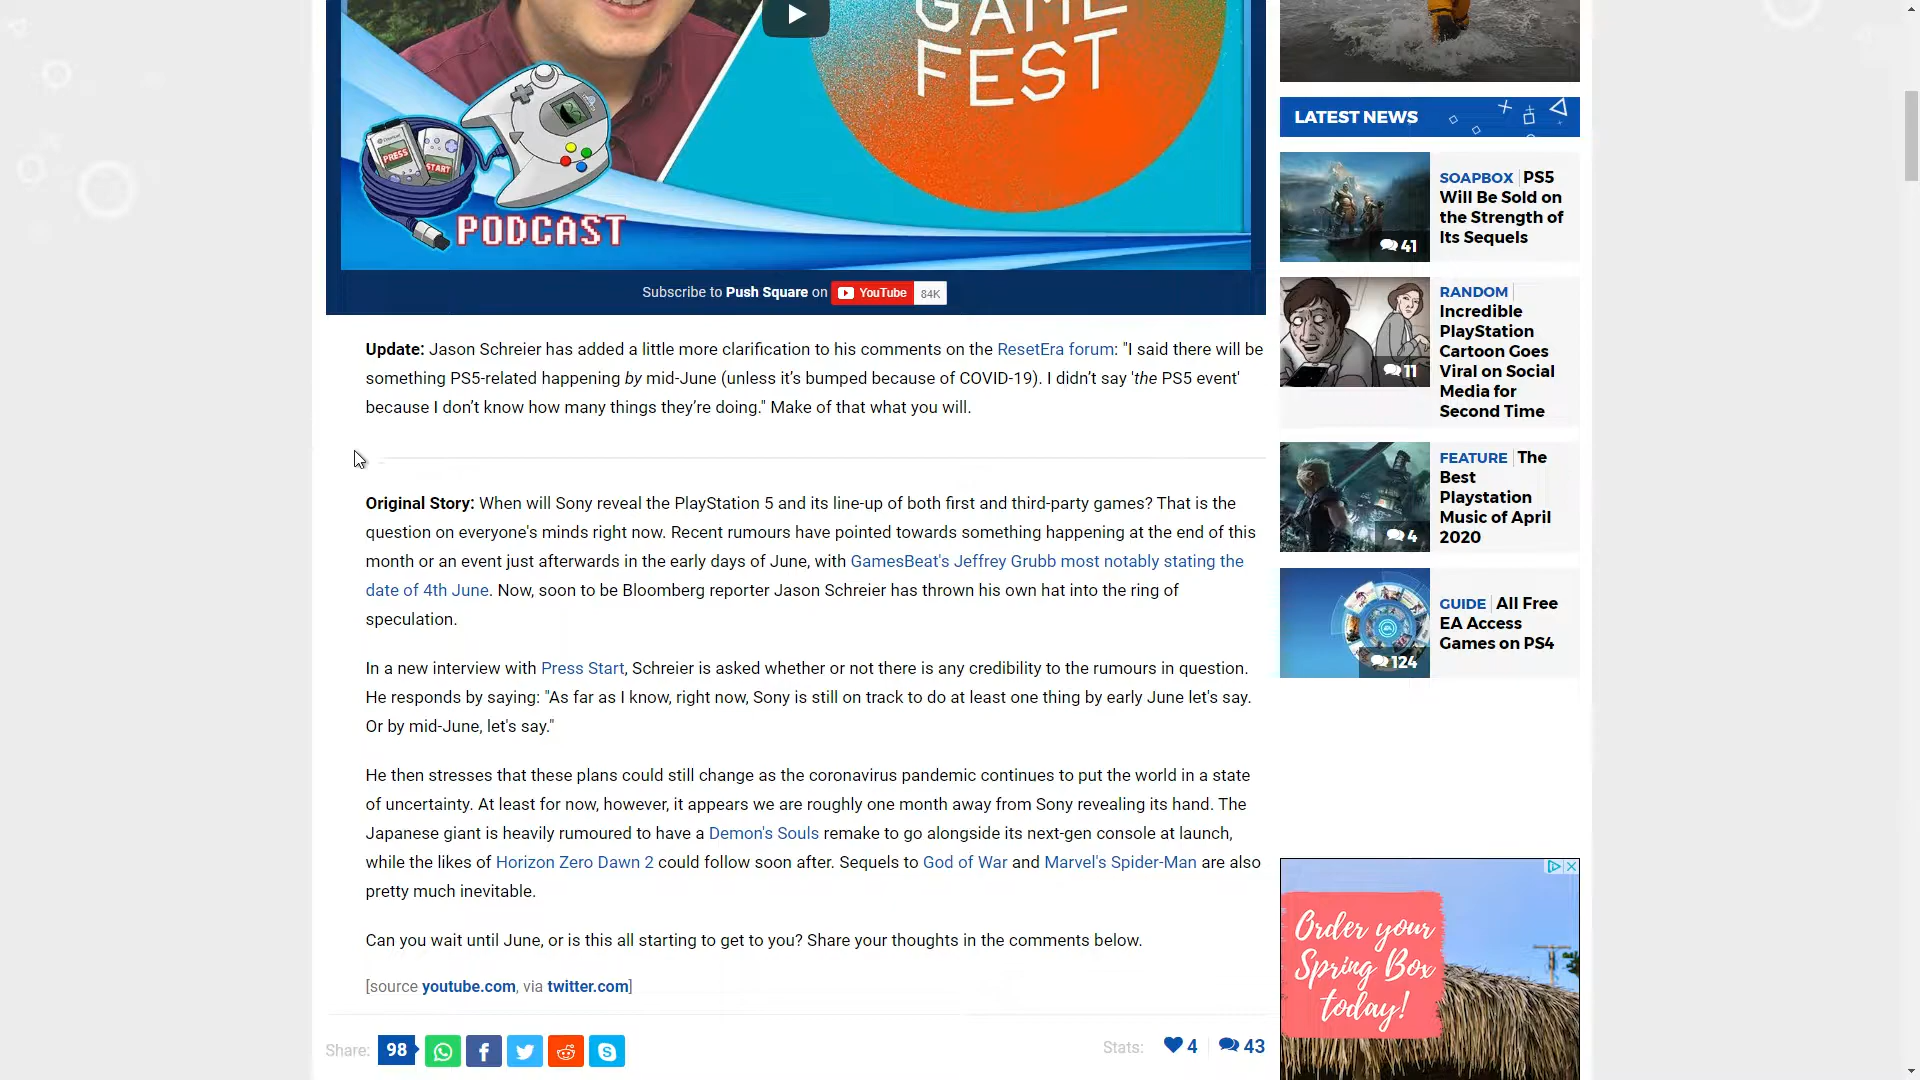 GAME
FEST
PRESS
START
PODCAST
Subscribe to Push Square on YouTube 84K
Update: Jason Schreier has added a little more clarification to his comments on the ResetEra forum: "I said there will be
something PS5-related happening by mid-June (unless it's bumped because of COVID-19). I didn't say 'the PS5 event'
because I don't know how many things they're doing." Make of that what you will.
Original Story: When will Sony reveal the PlayStation 5 and its line-up of both first and third-party games? That is the
question on everyone's minds right now. Recent rumours have pointed towards something happening at the end of this
month or an event just afterwards in the early days of June, with GamesBeat's Jeffrey Grubb most notably stating the
date of 4th June. Now, soon to be Bloomberg reporter Jason Schreier has thrown his own hat into the ring of
speculation.
In a new interview with Press Start, Schreier is asked whether or not there is any credibility to the rumours in question.
He responds by saying: "As far as I know, right now, Sony is still on track to do at least one thing by early June let's say.
Or by mid-June, let's say."
He then stresses that these plans could still change as the coronavirus pandemic continues to put the world in a state
of uncertainty. At least for now, however, it appears we are roughly one month away from Sony revealing its hand. The
Japanese giant is heavily rumoured to have a Demon's Souls remake to go alongside its next-gen console at launch,
while the likes of Horizon Zero Dawn 2 could follow soon after. Sequels to God of War and Marvel's Spider-Man are also
pretty much inevitable.
Can you wait until June, or is this all starting to get to you? Share your thoughts in the comments below.
[source youtube.com, via twitter.com]
Share: 98
Stats: 4 43
LATEST NEWS
SOAPBOX PS5
Will Be Sold on
the Strength of
Its Sequels
41
RANDOM
Incredible
PlayStation
Cartoon Goes
Viral on Social
Media for
Second Time
11
FEATURE The
Best
Playstation
Music of April
2020
4
GUIDE All Free
EA Access
Games on PS4
124
Order your
Spring Box
today!